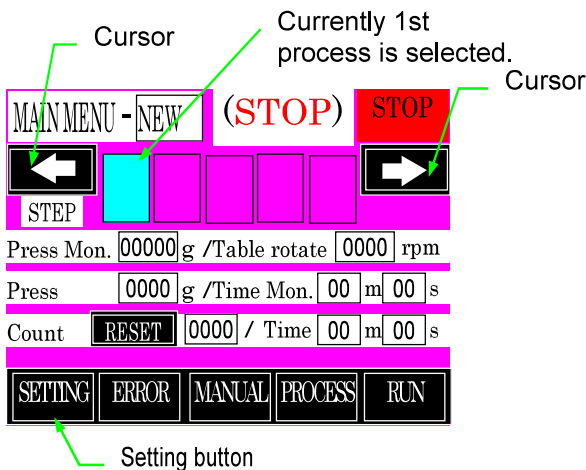 Cursor
Currently 1st
process is selected.
Cursor
MAIN MENU - NEW (STOP) STOP
STEP
Press Mon. 00000 g /Table rotate 0000 rpm
Press 0000 g /Time Mon. 00 m 00 s
Count RESET 0000 / Time 00 m 00 s
SETTING ERROR MANUAL PROCESS RUN
Setting button